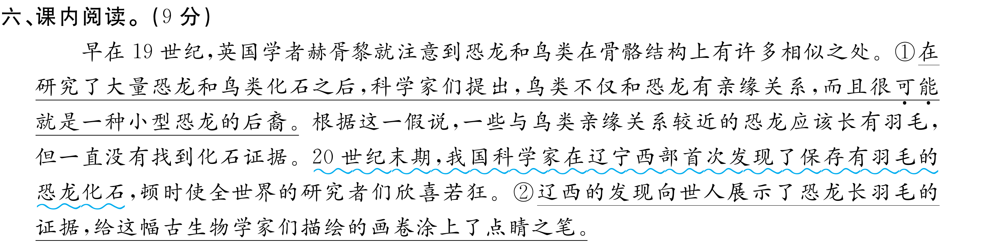 六、课内阅读。(9 分)
早在 19 世纪,英国学者赫胥黎就注意到恐龙和鸟类在骨骼结构上有许多相似之处。①在
研究了大量恐龙和鸟类化石之后,科学家们提出,鸟类不仅和恐龙有亲缘关系,而且很可能
就是一种小型恐龙的后裔。根据这一假说,一些与鸟类亲缘关系较近的恐龙应该长有羽毛,
但一直没有找到化石证据。20 世纪末期,我国科学家在辽宁西部首次发现了保存有羽毛的
恐龙化石,顿时使全世界的研究者们欣喜若狂。②辽西的发现向世人展示了恐龙长羽毛的
证据,给这幅古生物学家们描绘的画卷涂上了点睛之笔。